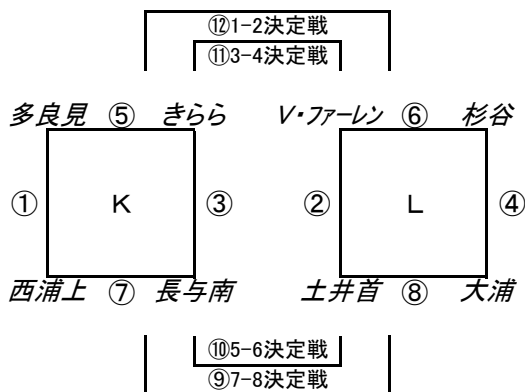 ⑫1-2決定戦
⑪3-4決定戦
多良見 ⑤ きらら V・ファーレン ⑥ 杉谷
① K ③ ② L ④
西浦上 ⑦ 長与南 土井首 ⑧ 大浦
⑩5-6決定戦
⑨7-8決定戦